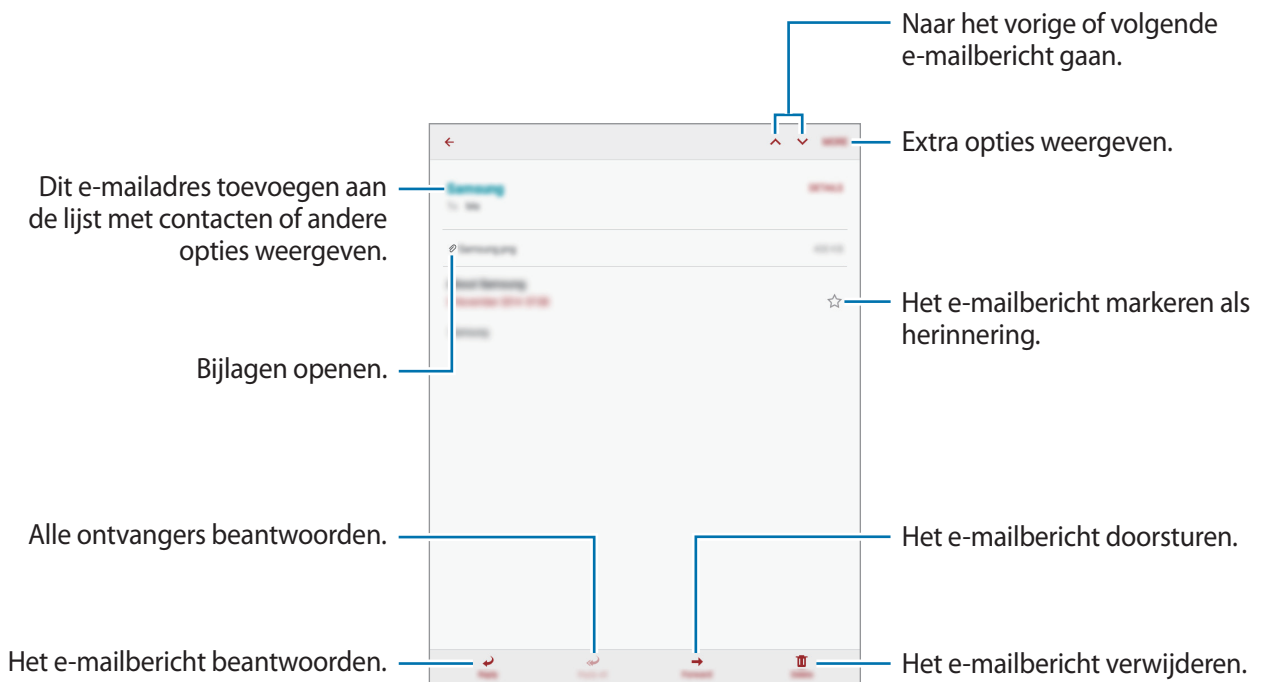 Naar het vorige of volgende
e-mailbericht gaan.
Extra opties weergeven.
Dit e-mailadres toevoegen aan
de lijst met contacten of andere
opties weergeven.
Samsung
DETAILS
Het e-mailbericht markeren als
herinnering.
Bijlagen openen.
Alle ontvangers beantwoorden.
Het e-mailbericht doorsturen.
Het e-mailbericht beantwoorden.
Het e-mailbericht verwijderen.